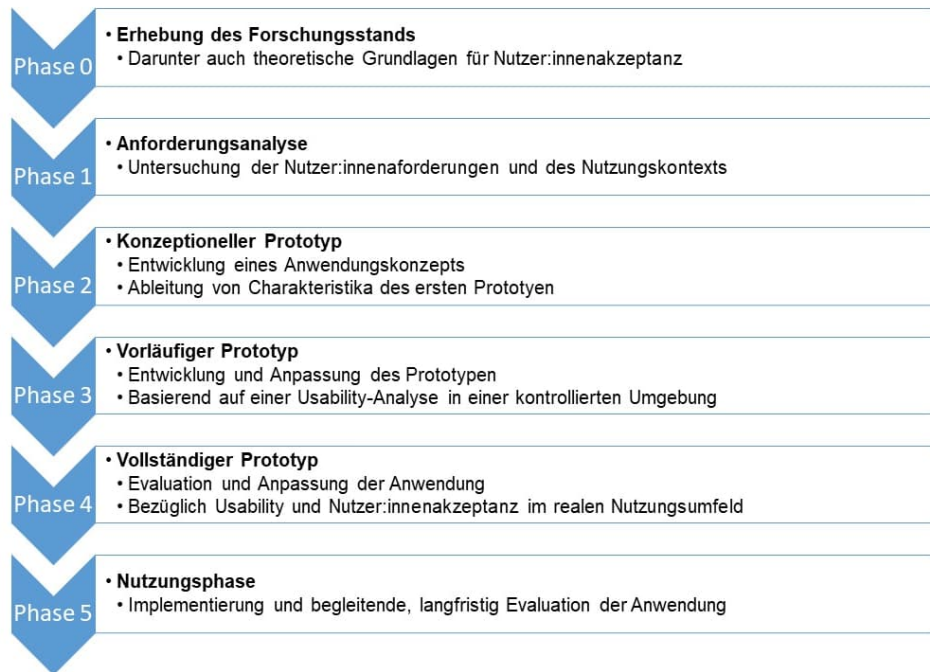 Phase 0
• Erhebung des Forschungsstands
• Darunter auch theoretische Grundlagen für Nutzer:innenakzeptanz
Phase 1
• Anforderungsanalyse
• Untersuchung der Nutzer:innenaforderungen und des Nutzungskontexts
Phase 2
• Konzeptioneller Prototyp
• Entwicklung eines Anwendungskonzepts
• Ableitung von Charakteristika des ersten Prototyen
Phase 3
• Vorläufiger Prototyp
• Entwicklung und Anpassung des Prototypen
• Basierend auf einer Usability-Analyse in einer kontrollierten Umgebung
Phase 4
• Vollständiger Prototyp
• Evaluation und Anpassung der Anwendung
• Bezüglich Usability und Nutzer:innenakzeptanz im realen Nutzungsumfeld
Phase 5
• Nutzungsphase
• Implementierung und begleitende, langfristig Evaluation der Anwendung